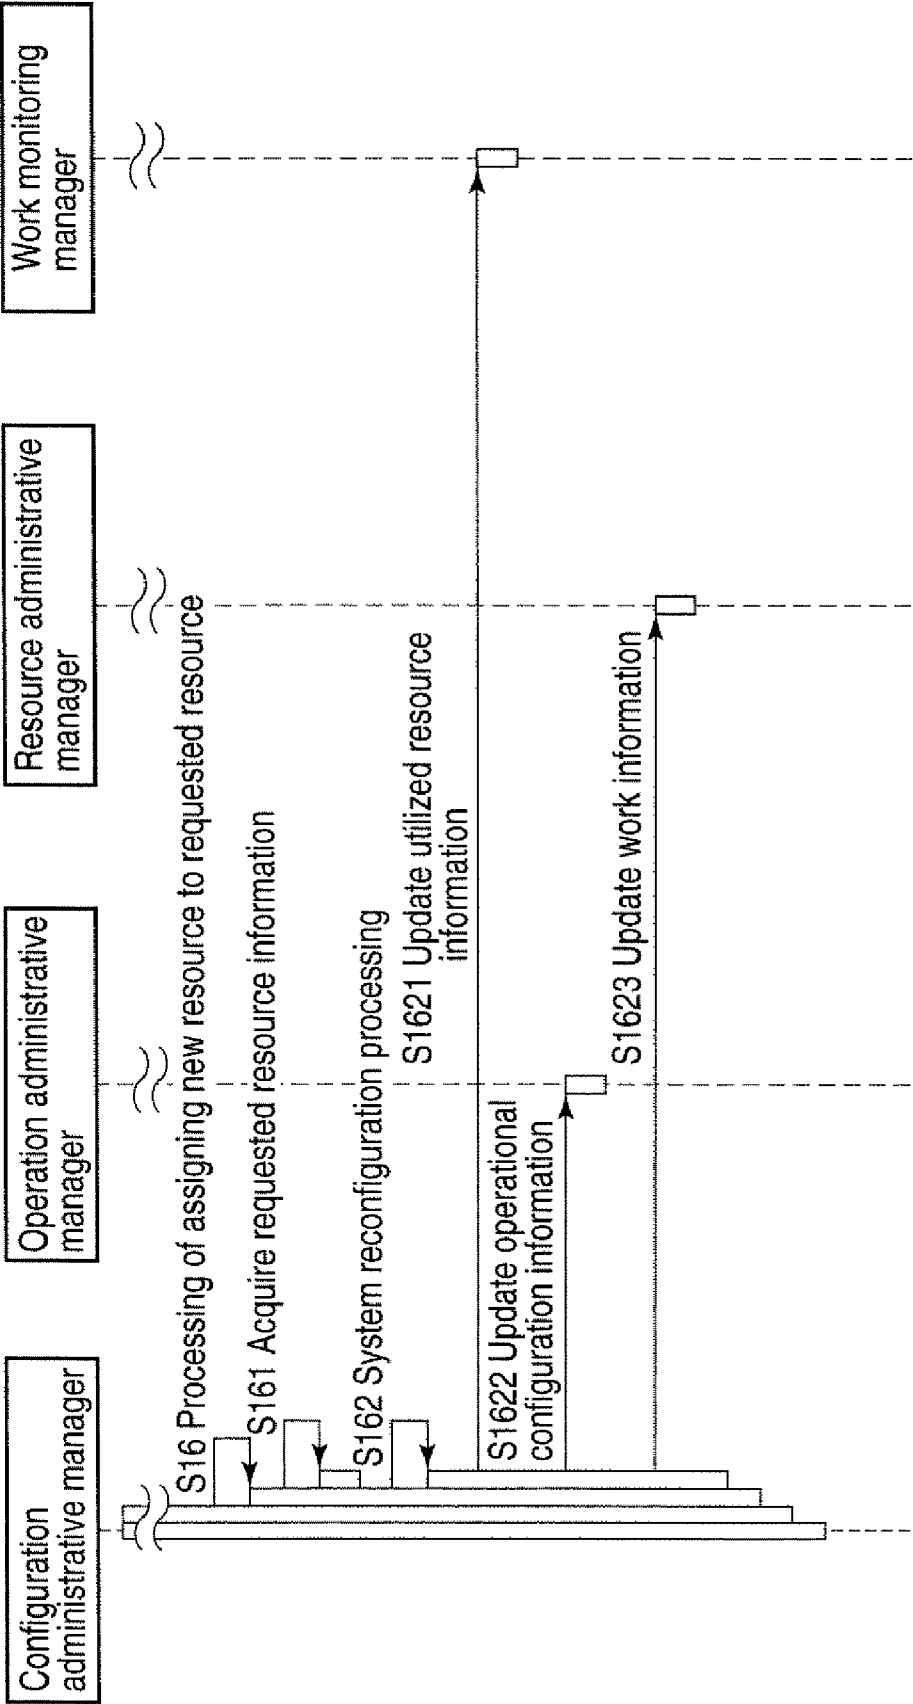 Configuration
administrative manager
Operation administrative
manager
Resource administrative
manager
Work monitoring
manager
S16 Processing of assigning new resource to requested resource
S161 Acquire requested resource information
S162 System reconfiguration processing
S1621 Update utilized resource
information
S1622 Update operational
configuration information
S1623 Update work information